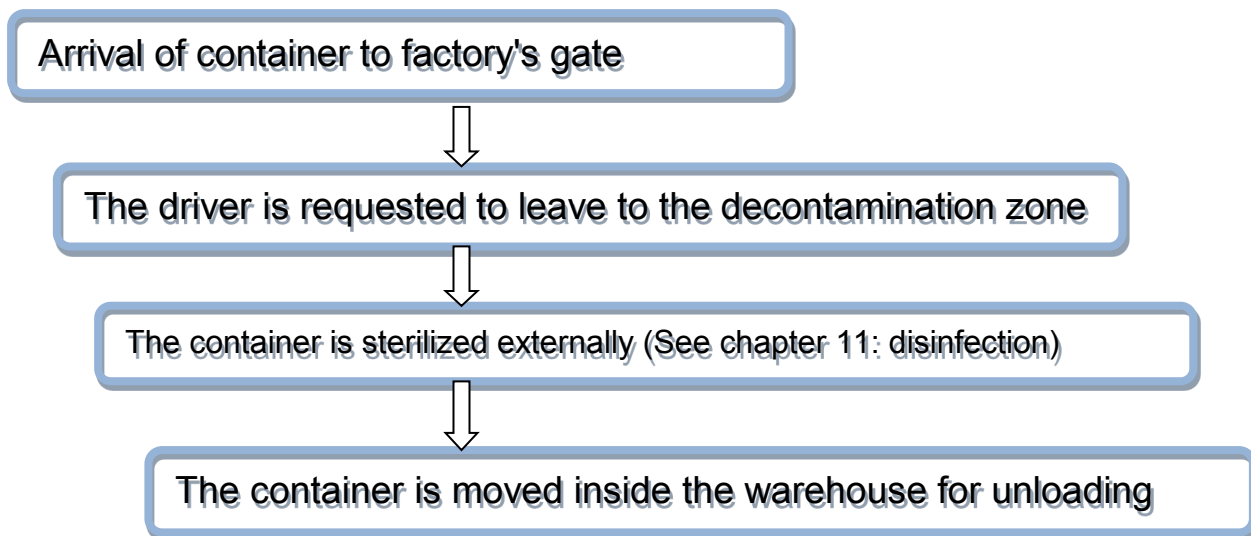 Arrival of container to factory's gate
The driver is requested to leave to the decontamination zone
The container is sterilized externally (See chapter 11: disinfection)
The container is moved inside the warehouse for unloading